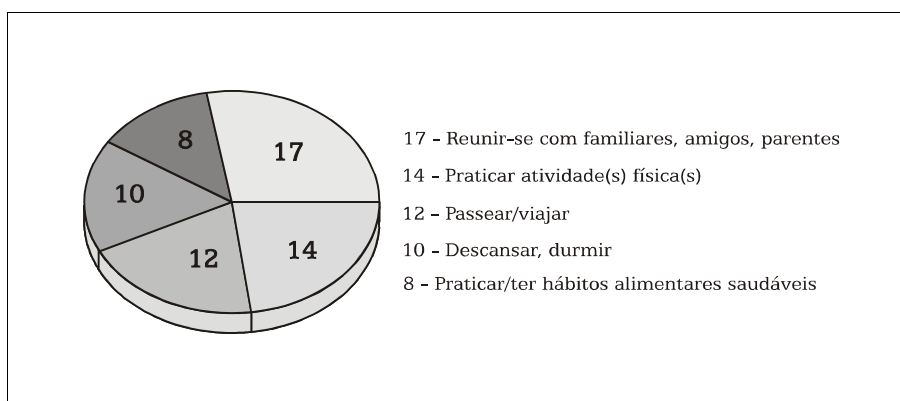 8
17
10
12
14
17 – Reunir–se com familiares, amigos, parentes
14 – Praticar atividade(s) física(s)
12 – Passear/viajar
10 – Descansar, durmir
8 – Praticar/ter hábitos alimentares saudáveis